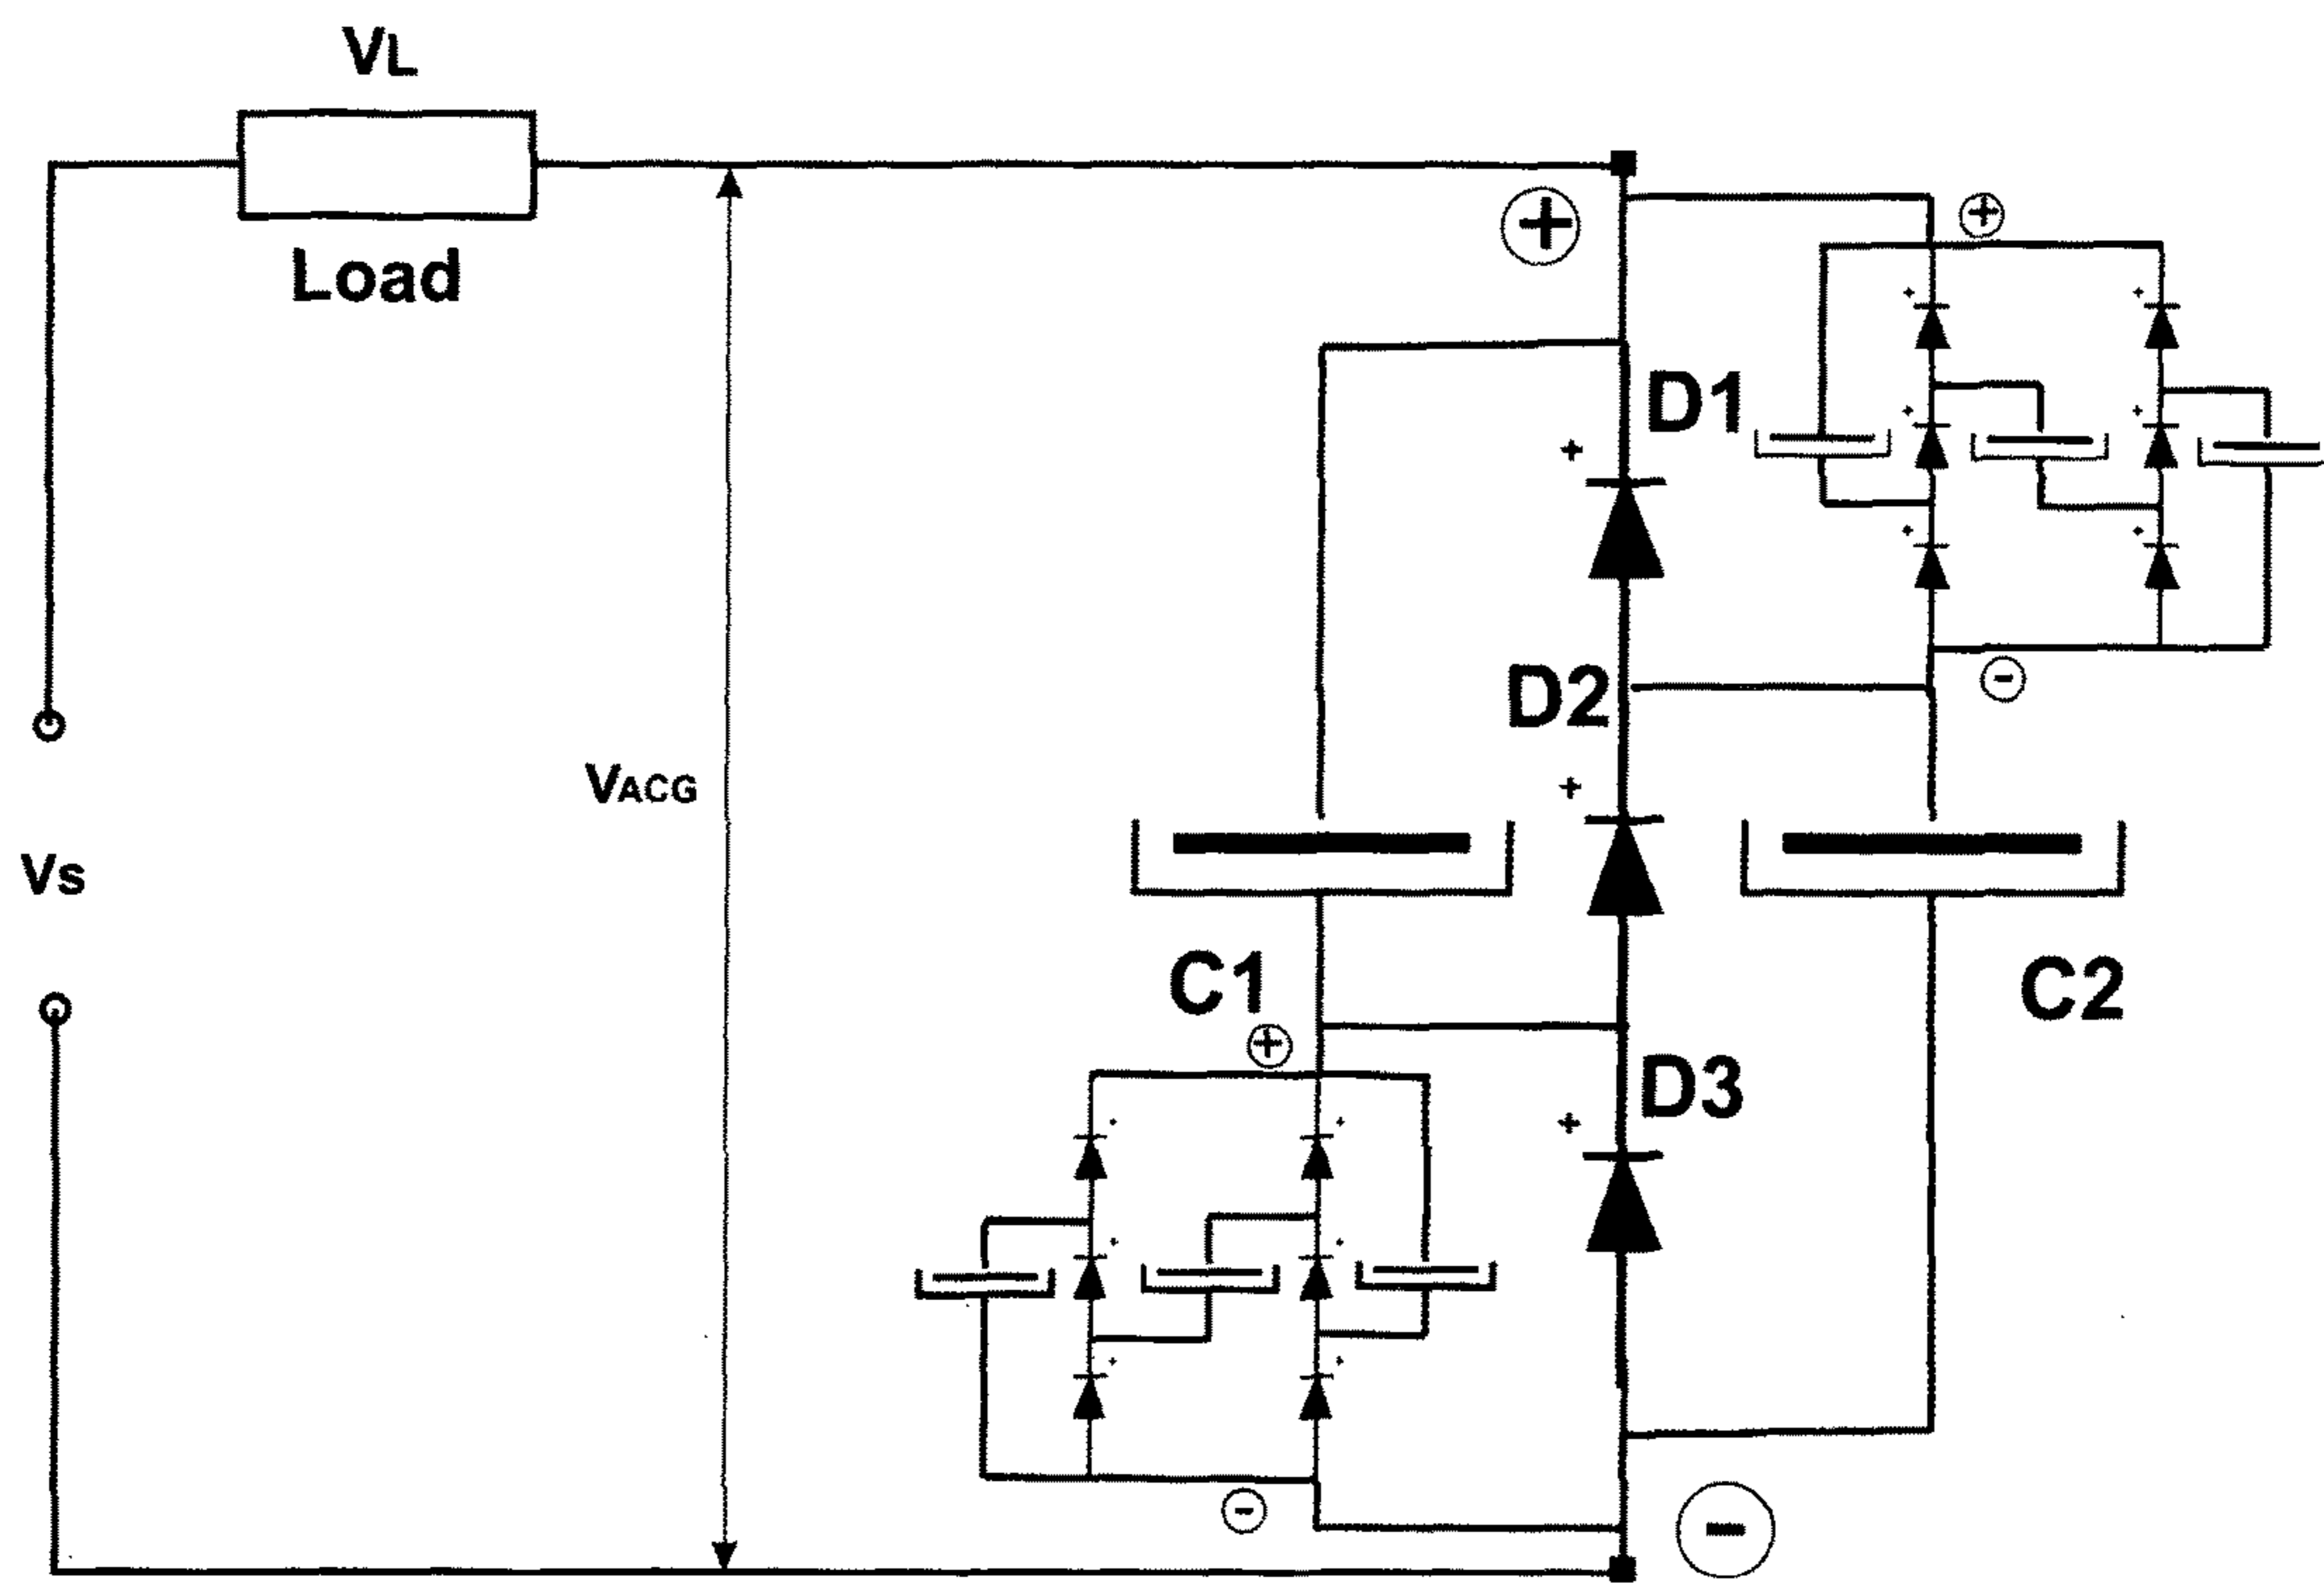 VL
Load
+
+
D1
+
D2
-
+
VACG
Vs
C1
C2
+
D3
+
-
-